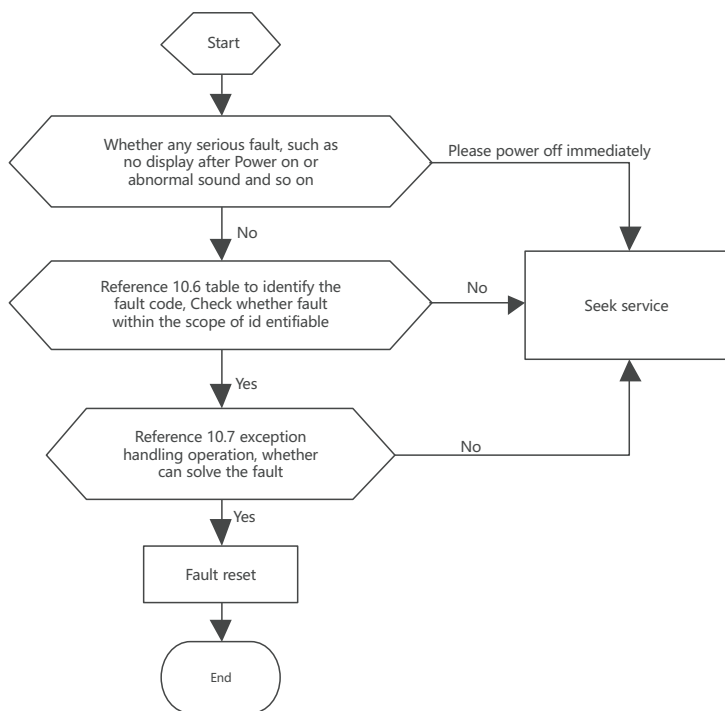 Start
Whether any serious fault, such as
no display after Power on or
abnormal sound and so on
Please power off immediately
No
Reference 10.6 table to identify the
fault code, Check whether fault
within the scope of id entifiable
No
Seek service
Yes
Reference 10.7 exception
handling operation, whether
can solve the fault
No
Yes
Fault reset
End